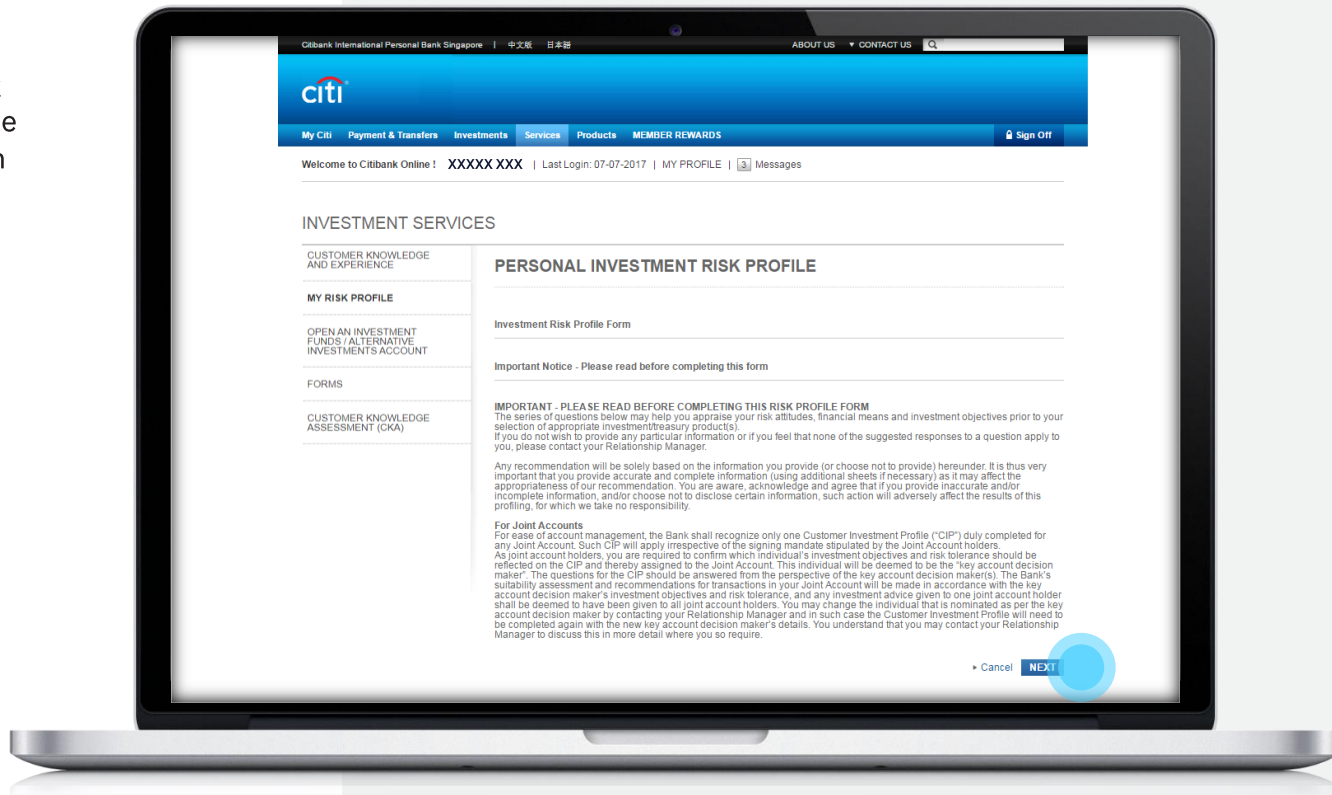 e
Citibank International Personal Bank Singapore | 中文版 日本語 ABOUT US ▼ CONTACT US
citi
My Citi Payment & Transfers Investments Services Products MEMBER REWARDS Sign Off
Welcome to Citibank Online ! XXXXX XXX | Last Login: 07-07-2017 | MY PROFILE | 3 Messages
INVESTMENT SERVICES
CUSTOMER KNOWLEDGE
AND EXPERIENCE
MY RISK PROFILE
OPEN AN INVESTMENT
FUNDS / ALTERNATIVE
INVESTMENTS ACCOUNT
FORMS
CUSTOMER KNOWLEDGE
ASSESSMENT (CKA)
PERSONAL INVESTMENT RISK PROFILE
Investment Risk Profile Form
Important Notice - Please read before completing this form
IMPORTANT - PLEASE READ BEFORE COMPLETING THIS RISK PROFILE FORM
The series of questions below may help you appraise your risk attitudes, financial means and investment objectives prior to your
selection of appropriate investment/treasury product(s).
If you do not wish to provide any particular information or if you feel that none of the suggested responses to a question apply to
you, please contact your Relationship Manager.
Any recommendation will be solely based on the information you provide (or choose not to provide) hereunder. It is thus very
important that you provide accurate and complete information (using additional sheets if necessary) as it may affect the
appropriateness of our recommendation. You are aware, acknowledge and agree that if you provide inaccurate and/or
incomplete information, and/or choose not to disclose certain information, such action will adversely affect the results of this
profiling, for which we take no responsibility.
For Joint Accounts
For ease of account management, the Bank shall recognize only one Customer Investment Profile (“CIP”) duly completed for
any Joint Account. Such CIP will apply irrespective of the signing mandate stipulated by the Joint Account holders.
As joint account holders, you are required to confirm which individual's investment objectives and risk tolerance should be
reflected on the CIP and thereby assigned to the Joint Account. This individual will be deemed to be the “key account decision
maker”. The questions for the CIP should be answered from the perspective of the key account decision maker(s). The Bank's
suitability assessment and recommendations for transactions in your Joint Account will be made in accordance with the key
account decision maker's investment objectives and risk tolerance, and any investment advice given to one joint account holder
shall be deemed to have been given to all joint account holders. You may change the individual that is nominated as per the key
account decision maker by contacting your Relationship Manager and in such case the Customer Investment Profile will need to
be completed again with the new key account decision maker's details. You understand that you may contact your Relationship
Manager to discuss this in more detail where you so require.
Cancel NEXT